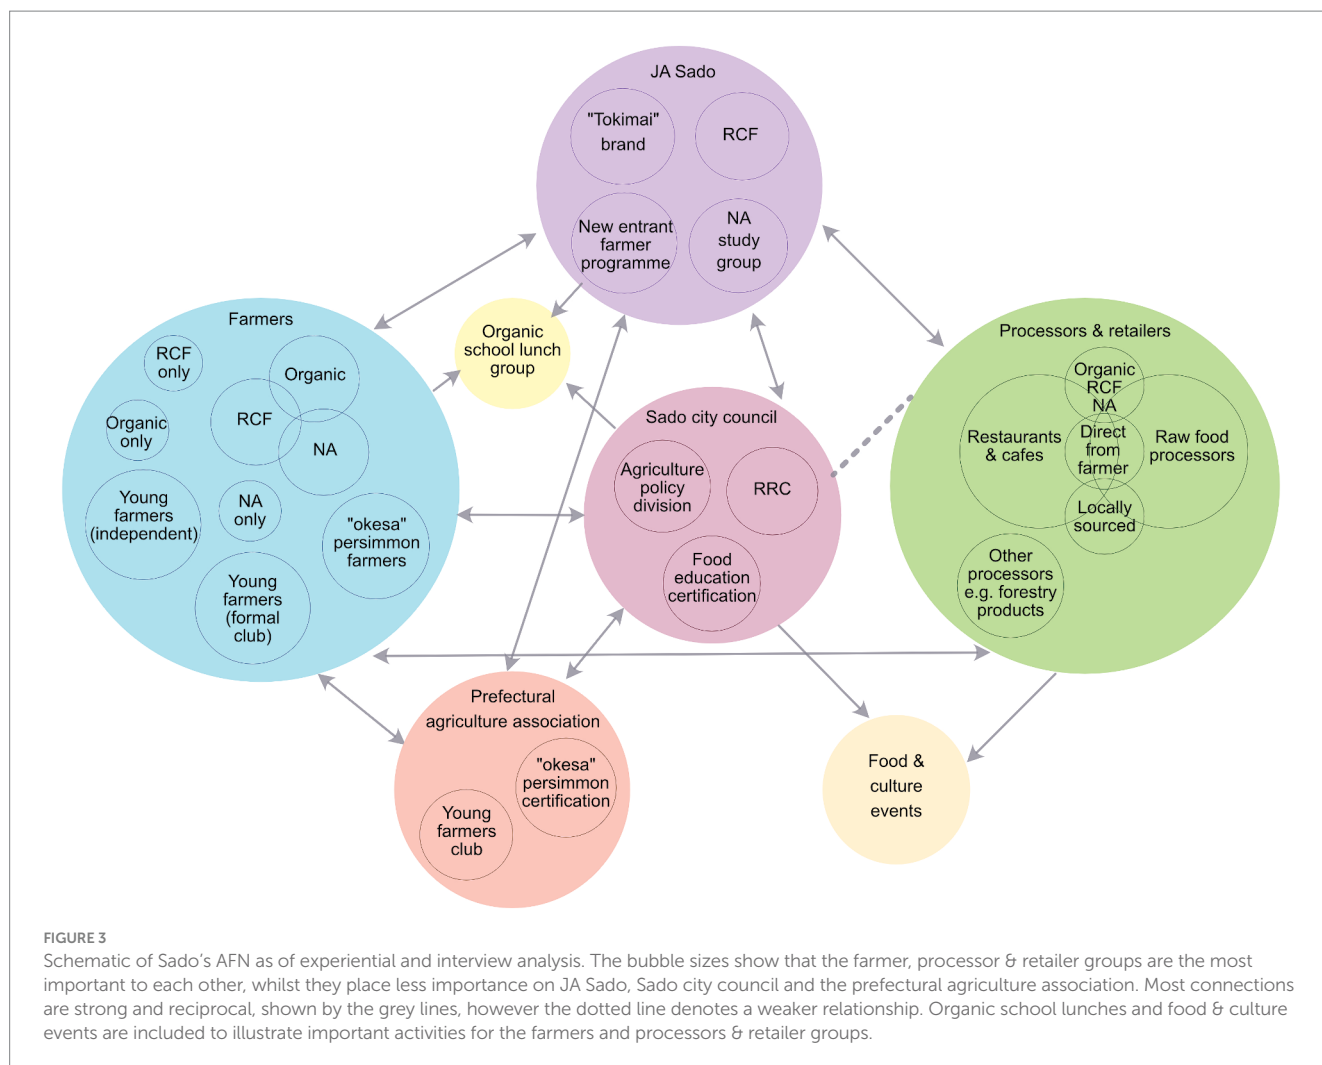 JA Sado
"Tokimai"
brand
RCF
New entrant
farmer
programme
NA
study
group
Farmers
RCF
only
Organic
Organic
only
RCF
NA
Young
farmers
(independent)
NA
only
"okesa"
persimmon
farmers
Young
farmers
(formal
club)
Organic
school lunch
group
Sado city council
Agriculture
policy
division
RRC
Food
education
certification
Processors & retailers
Organic
RCF
NA
Restaurants
& cafes
Direct
from
farmer
Raw food
processors
Locally
sourced
Other
processors
e.g. forestry
products
Prefectural
agriculture association
"okesa"
persimmon
certification
Young
farmers
club
Food &
culture
events
FIGURE 3
Schematic of Sado's AFN as of experiential and interview analysis. The bubble sizes show that the farmer, processor & retailer groups are the most
important to each other, whilst they place less importance on JA Sado, Sado city council and the prefectural agriculture association. Most connections
are strong and reciprocal, shown by the grey lines, however the dotted line denotes a weaker relationship. Organic school lunches and food & culture
events are included to illustrate important activities for the farmers and processors & retailer groups.